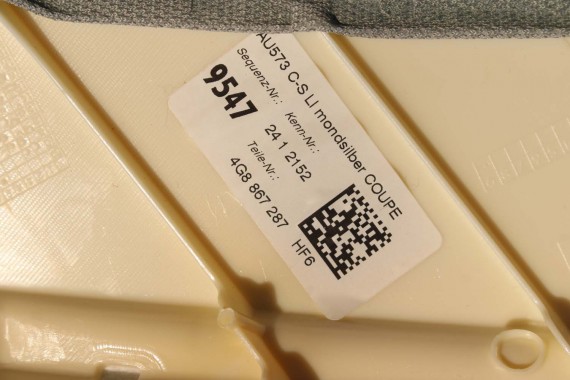 AU573 C-S LI mondsilber COUPE
Sequenz-Nr.: Kenn-Nr.:
9547 24 1 2152
Teile-Nr.:
4G8 867 287 HF6